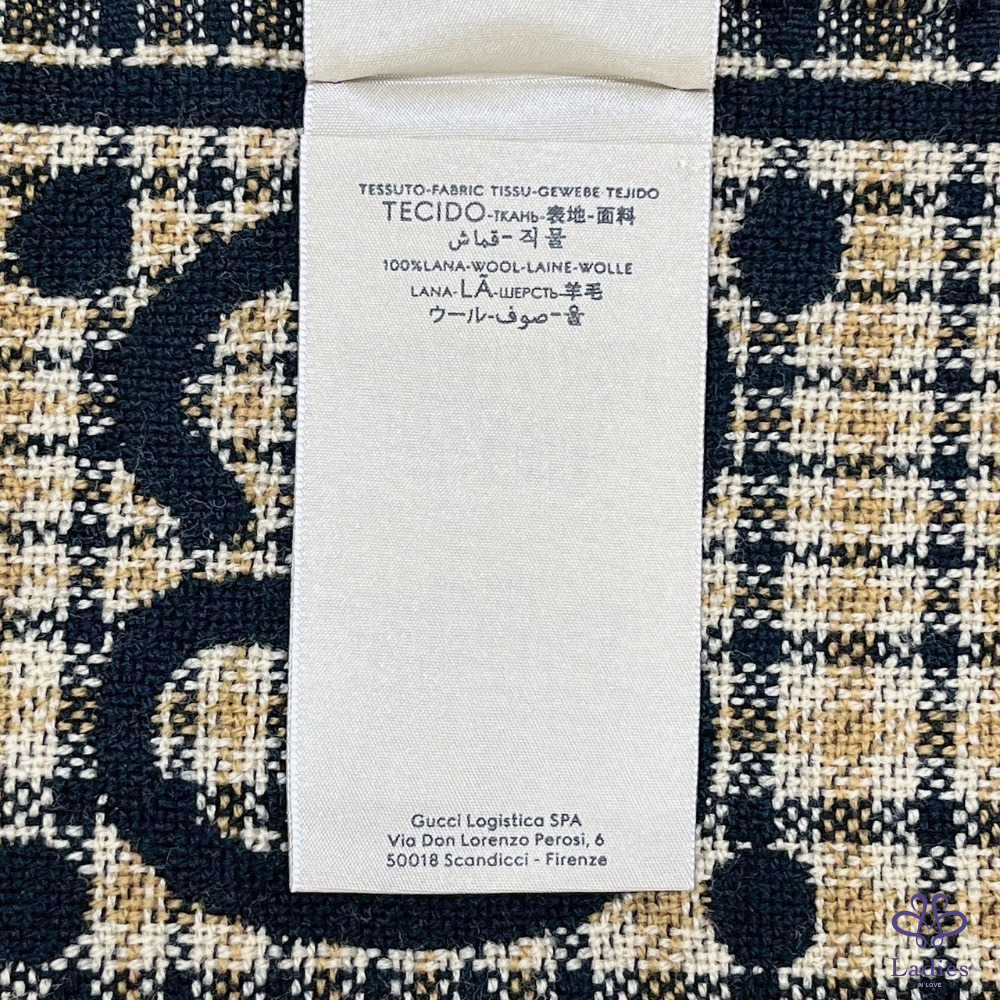 TESSUTO-FABRIC TISSU-GEWEBE TEJIDO
TECIDO-ТКАНЬ-表地-面料
قماش-직물
100%LANA-WOOL-LAINE-WOLLE
LANA-LÃ-ШЕРСТЬ-羊毛
ウール-صوف-울
Gucci Logistica SPA
Via Don Lorenzo Perosi, 6
50018 Scandicci - Firenze
Ladies
IN LOVE